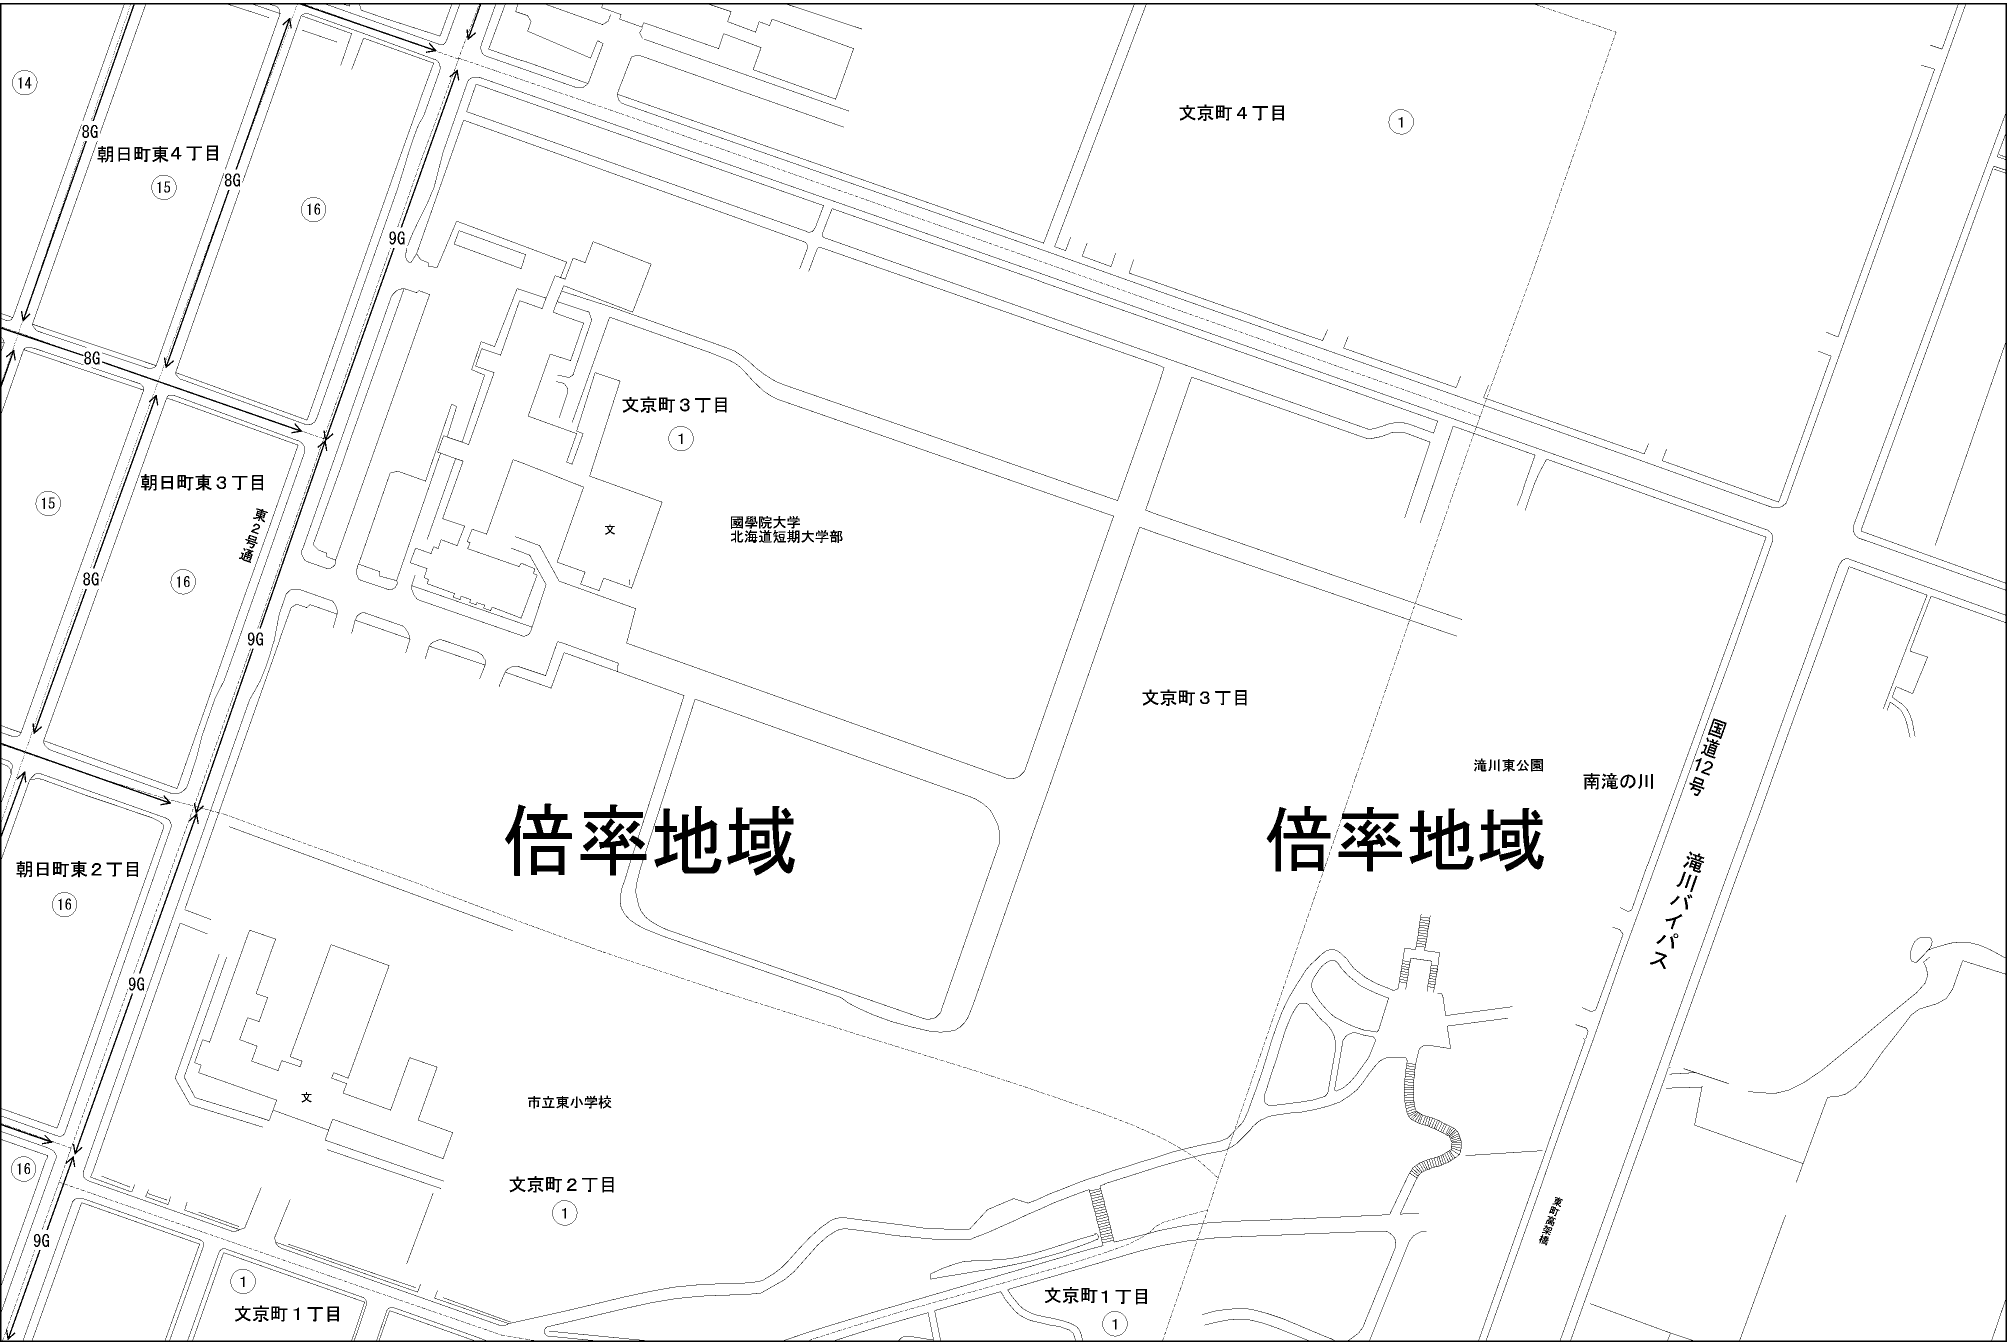 14
8G
朝日町東４丁目
15
8G
16
9G
文京町４丁目
1
8G
15
朝日町東３丁目
東２号通
16
8G
9G
文京町３丁目
1
國學院大学
北海道短期大学部
文
文京町３丁目
滝川東公園
南滝の川
国道12号
滝川バイパス
倍率地域
倍率地域
朝日町東２丁目
16
9G
文
市立東小学校
文京町２丁目
1
16
9G
1
文京町１丁目
文京町１丁目
1
東町高架橋